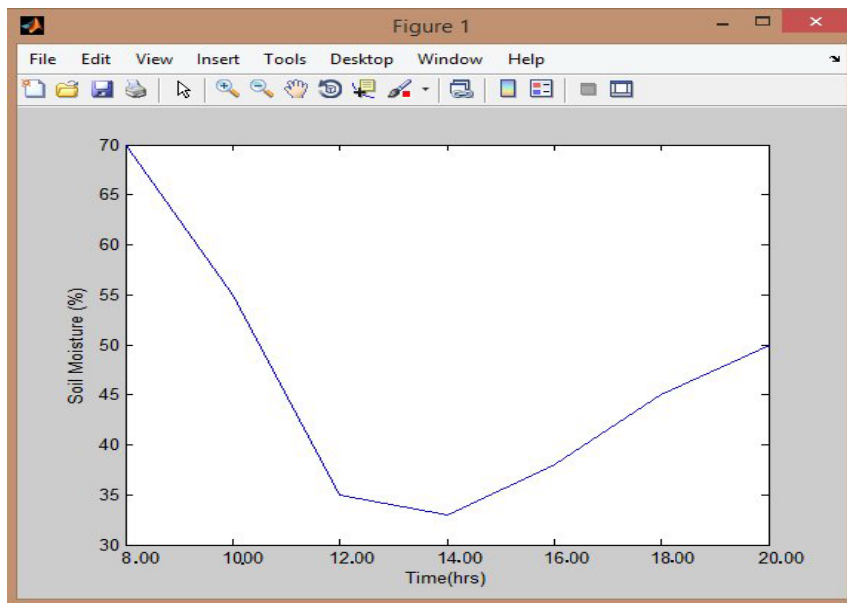 Figure 1
File Edit View Insert Tools Desktop Window Help
70
65
60
55
50
45
40
35
30
Soil Moisture (%)
8.00 10.00 12.00 14.00 16.00 18.00 20.00
Time(hrs)